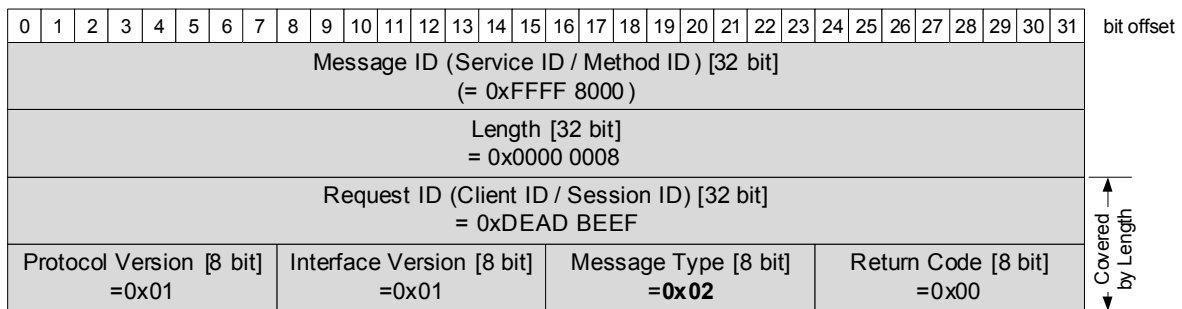 0 1 2 3 4 5 6 7 8 9 10 11 12 13 14 15 16 17 18 19 20 21 22 23 24 25 26 27 28 29 30 31 bit offset
Message ID (Service ID / Method ID) [32 bit]
(= 0xFFFF 8000)
Length [32 bit]
= 0x0000 0008
Request ID (Client ID / Session ID) [32 bit]
= 0xDEAD BEEF
Covered
by Length
Protocol Version [8 bit] Interface Version [8 bit] Message Type [8 bit] Return Code [8 bit]
=0x01 =0x01 =0x02 =0x00